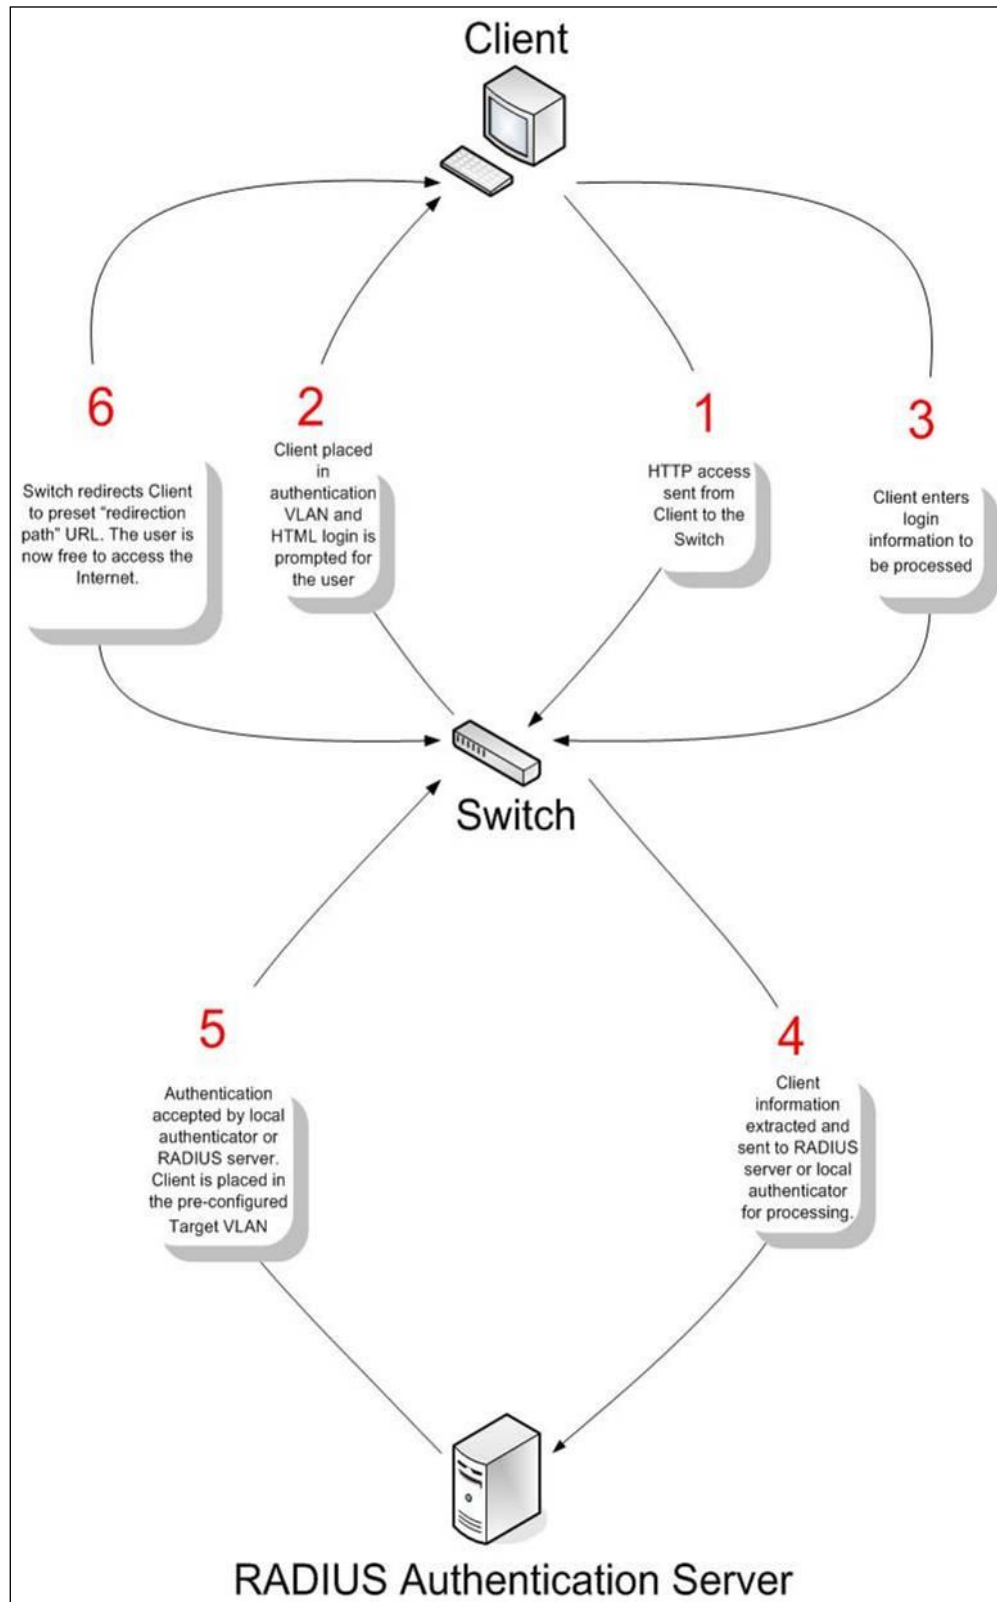 Client
6
Switch redirects Client
to preset “redirection
path” URL. The user is
now free to access the
Internet.
2
Client placed
in
authentication
VLAN and
HTML login is
prompted for
the user
1
HTTP access
sent from
Client to the
Switch
3
Client enters
login
information to
be processed
Switch
5
Authentication
accepted by local
authenticator or
RADIUS server.
Client is placed in
the pre-configured
Target VLAN
4
Client
information
extracted and
sent to RADIUS
server or local
authenticator
for processing.
RADIUS Authentication Server